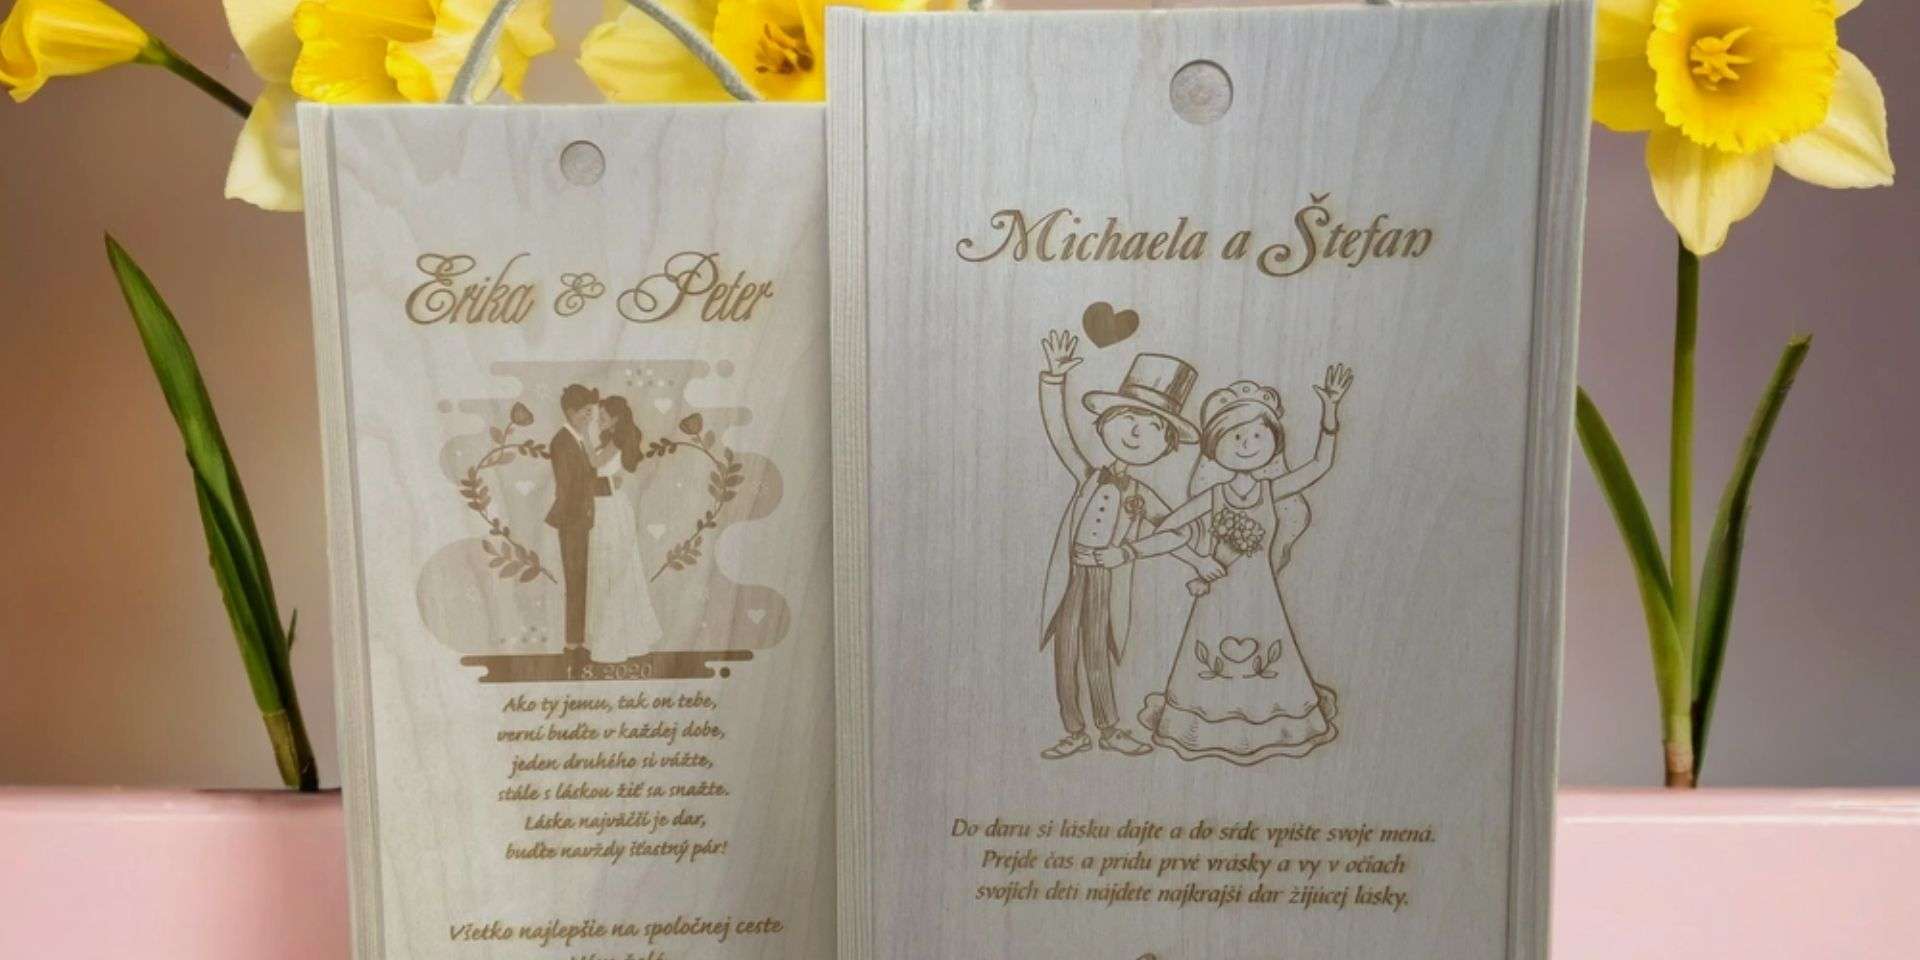 Erika & Peter
1. 8. 2020
Ako ty jemu, tak on tebe,
verní buďte v každej dobe,
jeden druhého si vážte,
stále s láskou žiť sa snažte.
Láska najväčší je dar,
buďte navždy šťastný pár!
Všetko najlepšie na spoločnej ceste
Michaela a Štefan
Do daru si lásku dajte a do sŕdc vpíšte svoje mená.
Prejde čas a prídu prvé vrásky a vy v očiach
svojich detí nájdete najkrajší dar žijúcej lásky.